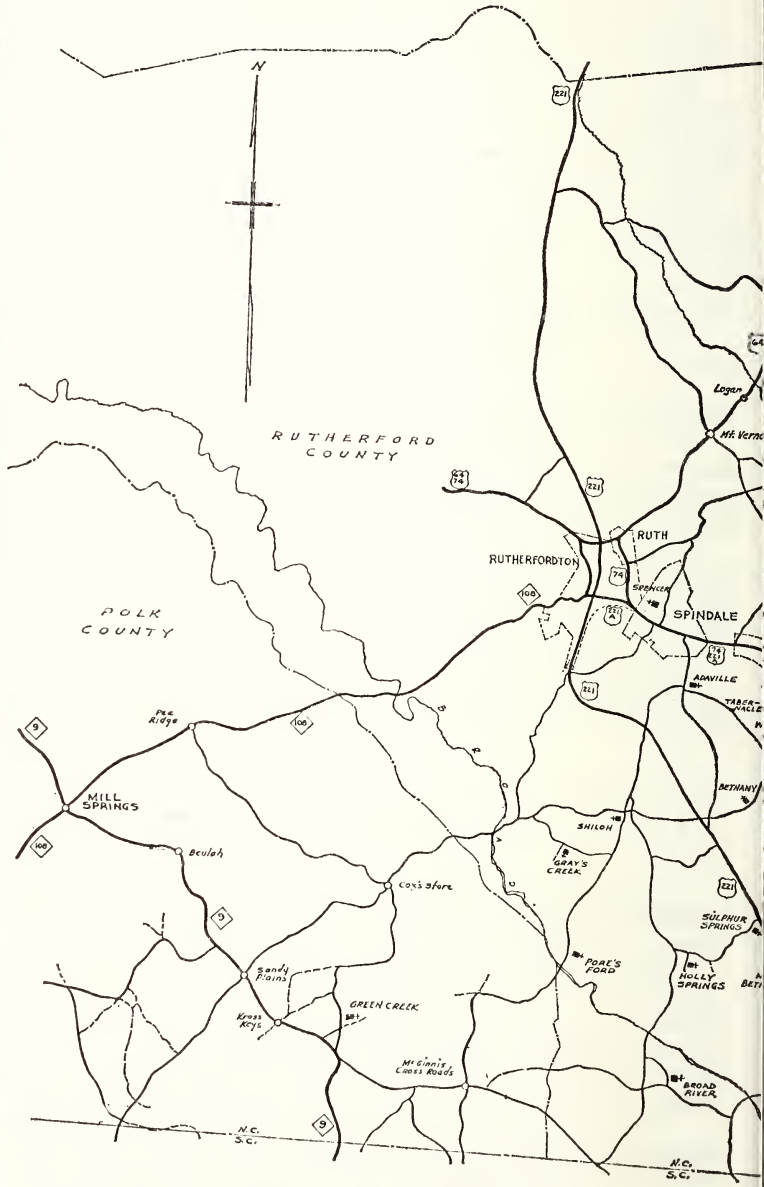 N
221
64
Logan
Mt. Verno
RUTHERFORD
COUNTY
64
74
221
RUTH
RUTHERFORDTON
74
SPENCER
108
221
A
SPINDALE
POLK
COUNTY
74
221
A
221
ADAVILLE
TABER-
NACLE
Pea
Ridge
108
9
BROAD
BETHANY
MILL
SPRINGS
SHILOH
108
Beulah
GRAY'S
CREEK
Cox's Store
221
9
SULPHUR
SPRINGS
Sandy
Plains
PORE'S
FORD
HOLLY
SPRINGS
BETH
GREEN CREEK
Kross
Keys
McGinnis
Cross Roads
BROAD
RIVER
9
N.C.
S.C.
N.C.
S.C.